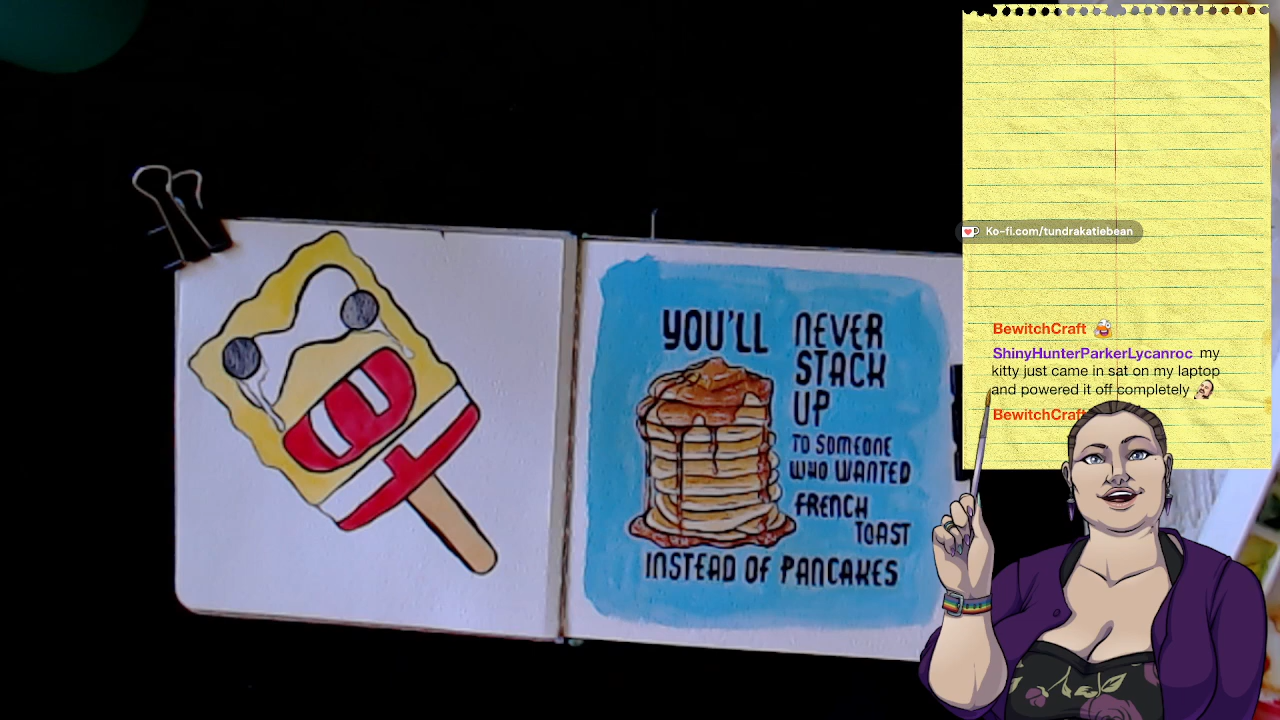 YOU'LL NEVER
STACK
UP
TO SOMEONE
WHO WANTED
FRENCH
TOAST
INSTEAD OF PANCAKES
Ko-fi.com/tundrakatiebean
BewitchCraft
ShinyHunterParkerLycanroc my
kitty just came in sat on my laptop
and powered it off completely
BewitchCraft